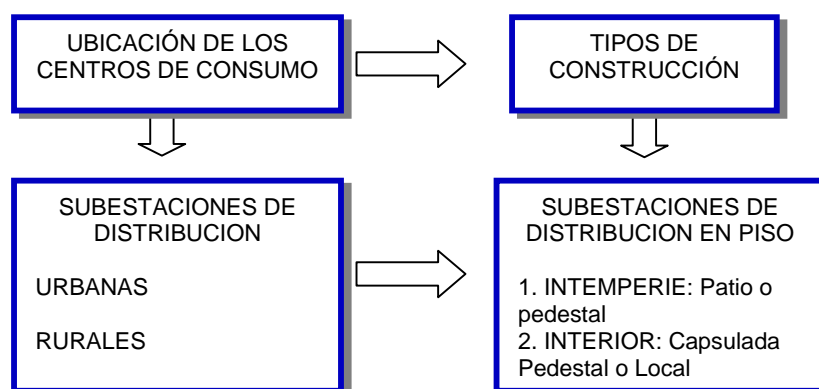 UBICACIÓN DE LOS
CENTROS DE CONSUMO
TIPOS DE
CONSTRUCCIÓN
SUBESTACIONES DE
DISTRIBUCION
URBANAS
RURALES
SUBESTACIONES DE
DISTRIBUCION EN PISO
1. INTEMPERIE: Patio o
pedestal
2. INTERIOR: Capsulada
Pedestal o Local